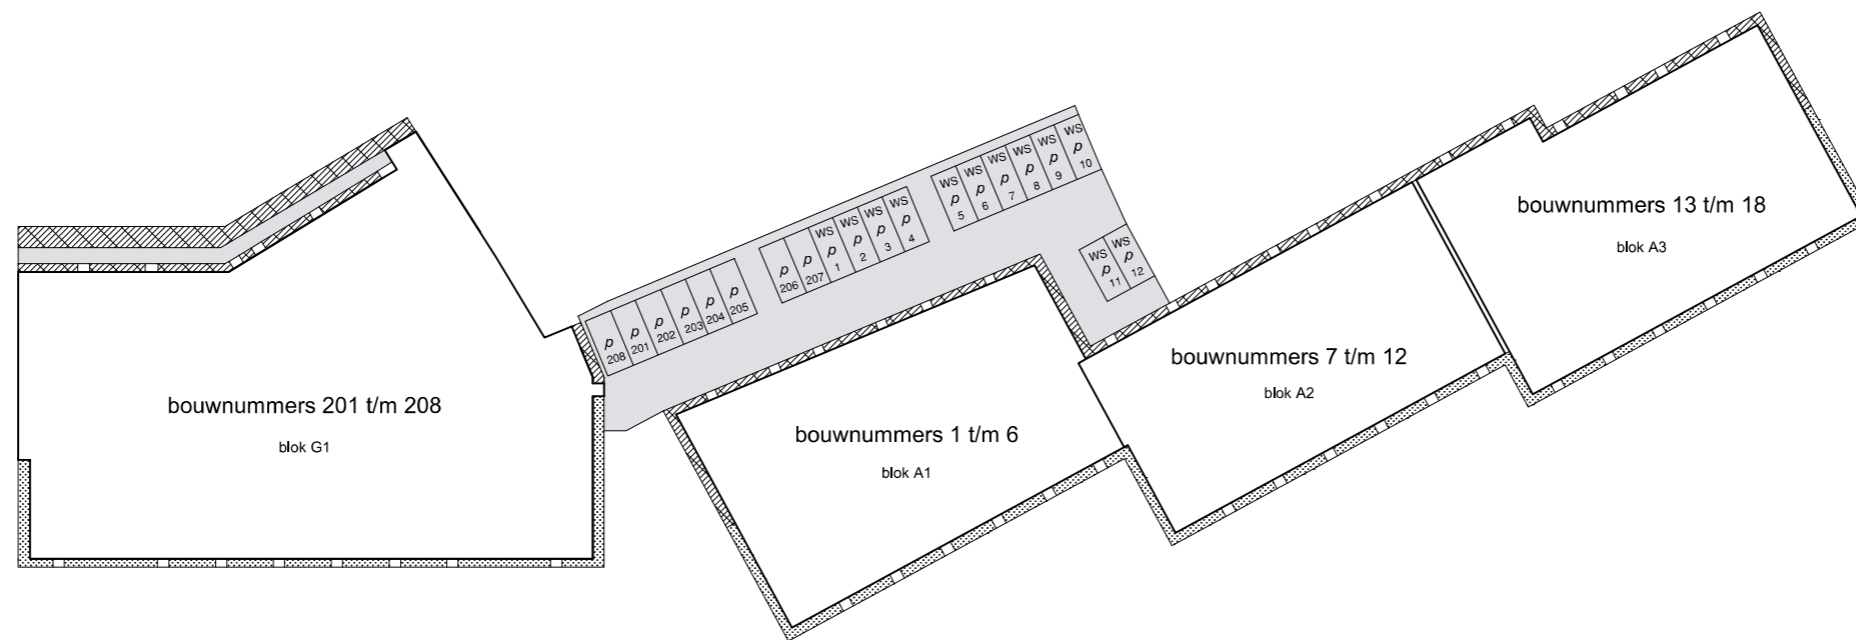 bouwnummers 201 t/m 208
blok G1
p
208
p
201
p
202
p
203
p
204
p
205
p
206
p
207
WS
p
1
WS
p
2
WS
p
3
WS
p
4
WS
p
5
WS
p
6
WS
p
7
WS
p
8
WS
p
9
WS
p
10
WS
p
11
WS
p
12
bouwnummers 1 t/m 6
blok A1
bouwnummers 7 t/m 12
blok A2
bouwnummers 13 t/m 18
blok A3